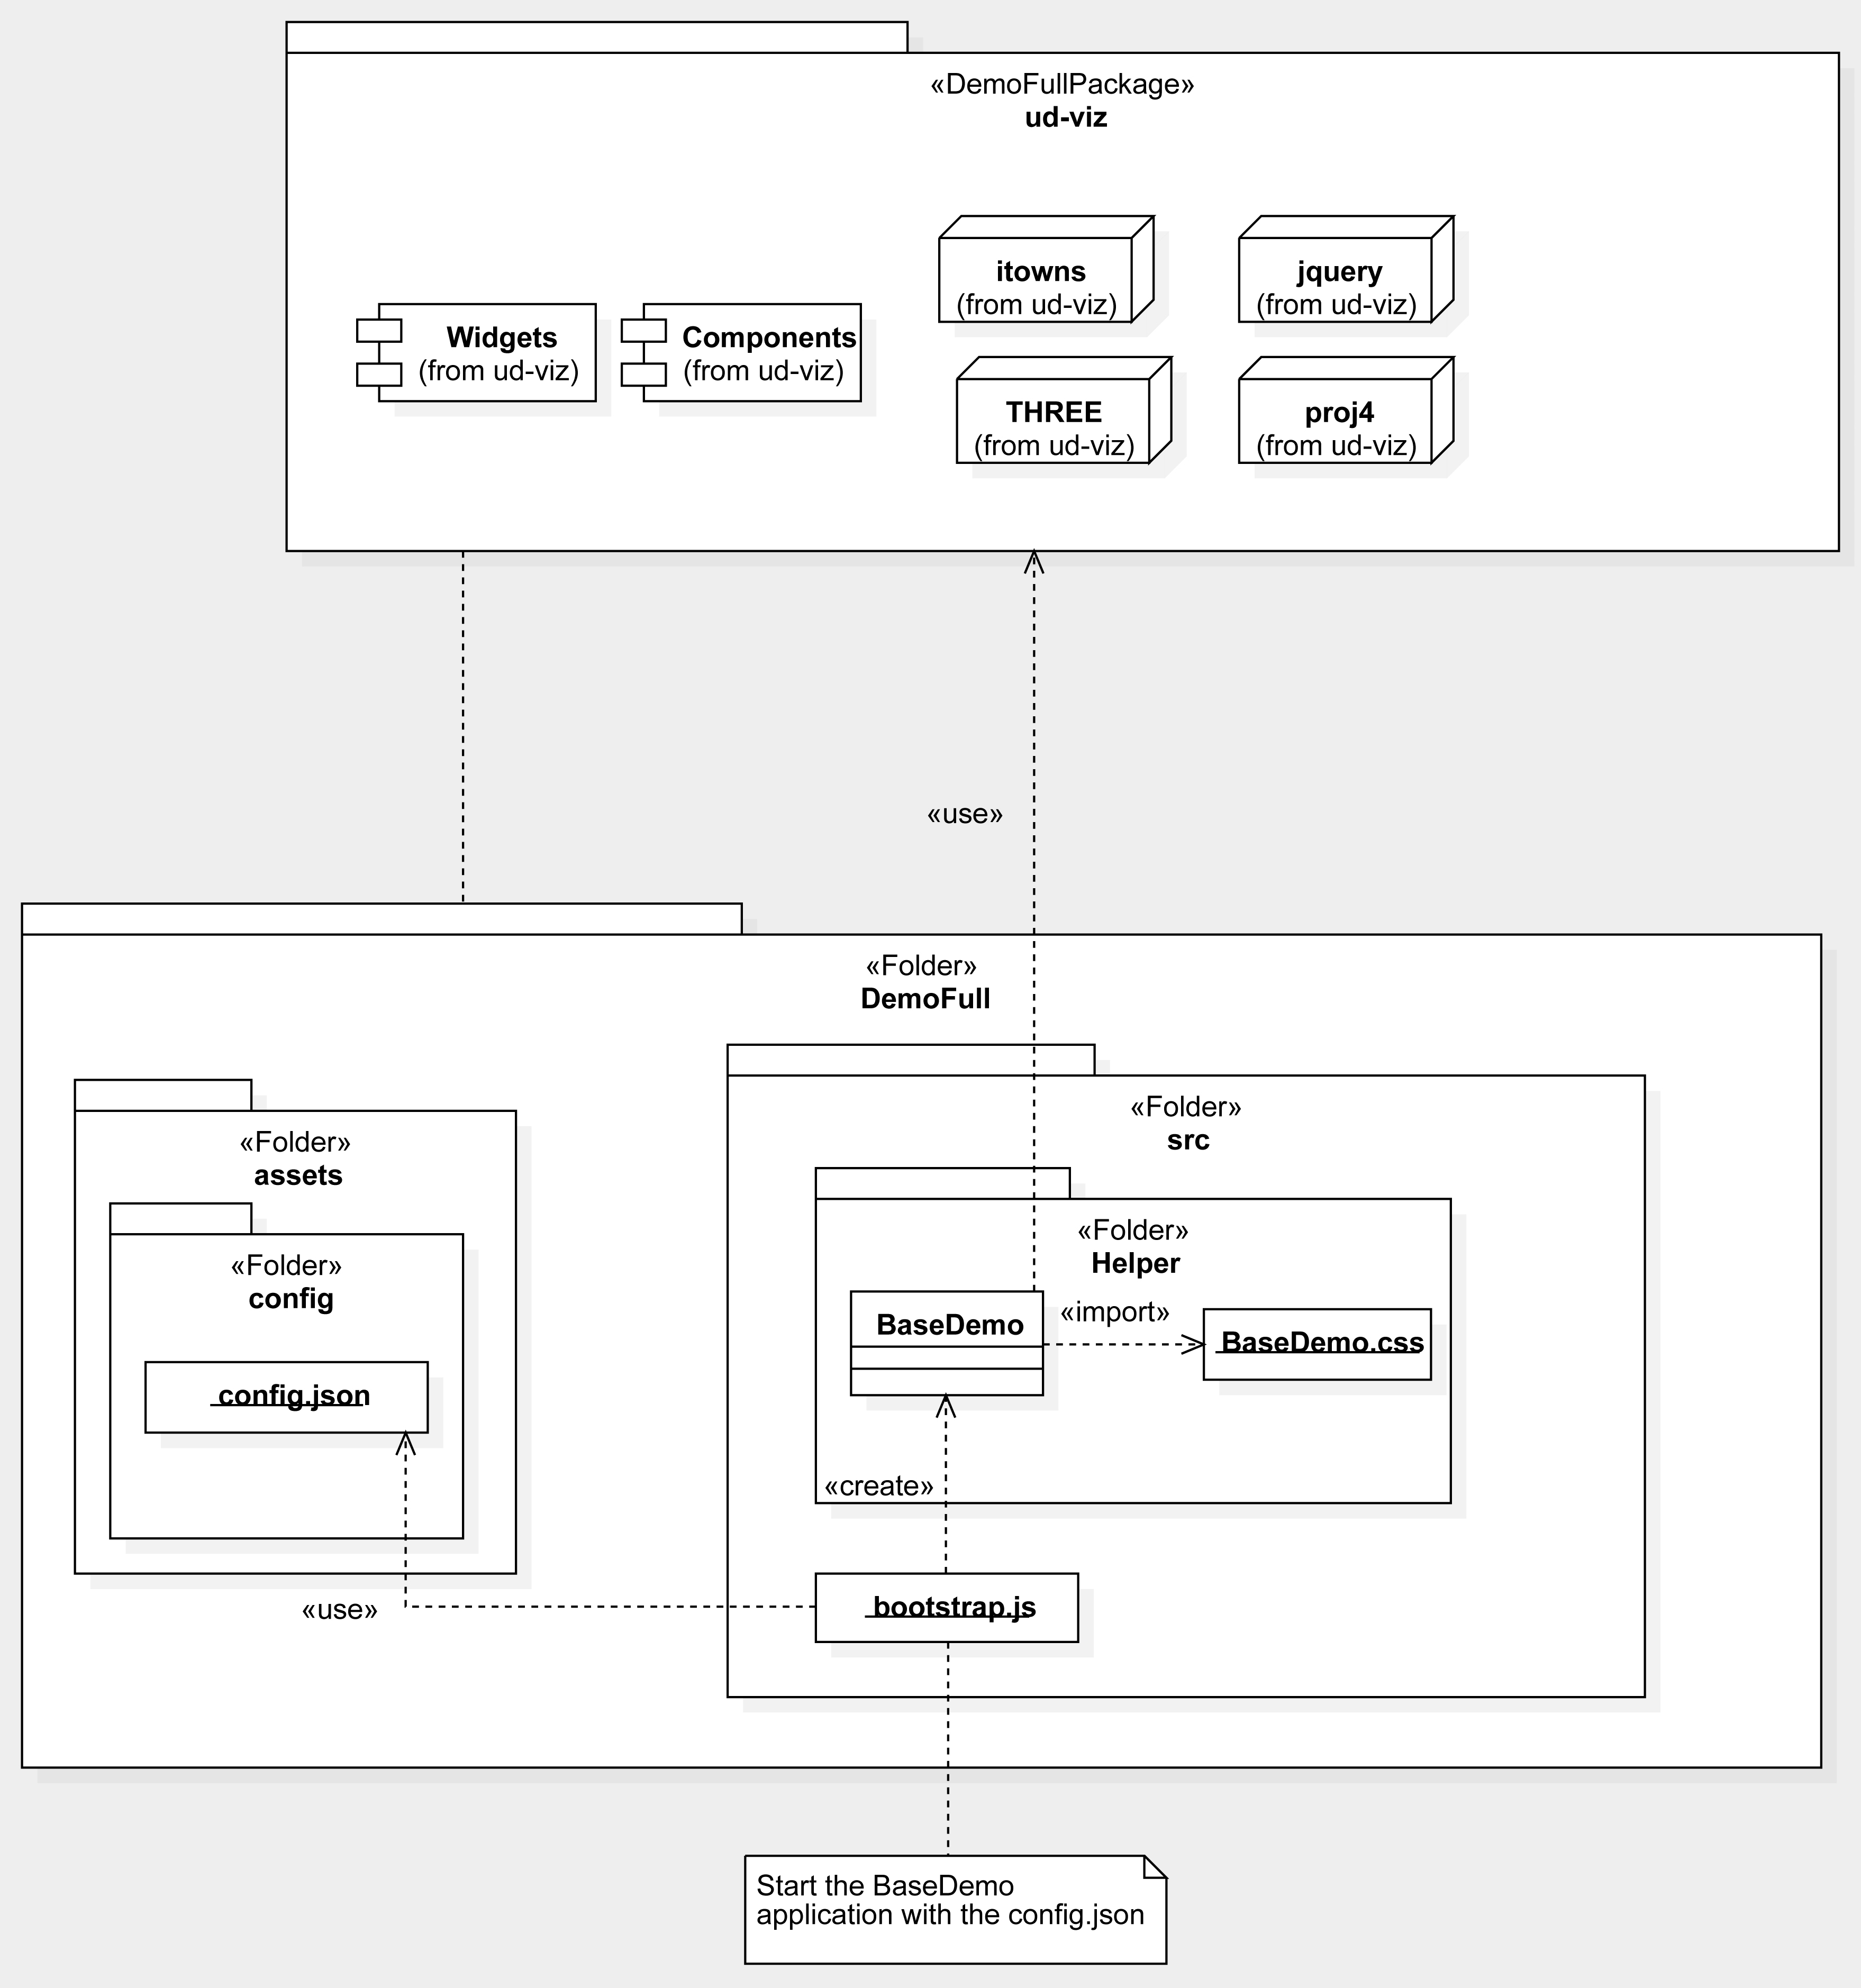 «DemoFullPackage»
ud-viz
itowns
(from ud-viz)
jquery
(from ud-viz)
Widgets
(from ud-viz)
Components
(from ud-viz)
THREE
(from ud-viz)
proj4
(from ud-viz)
«use»
«Folder»
DemoFull
«Folder»
assets
«Folder»
config
config.json
«Folder»
src
«Folder»
Helper
BaseDemo
«import»
BaseDemo.css
«create»
«use»
bootstrap.js
Start the BaseDemo
application with the config.json